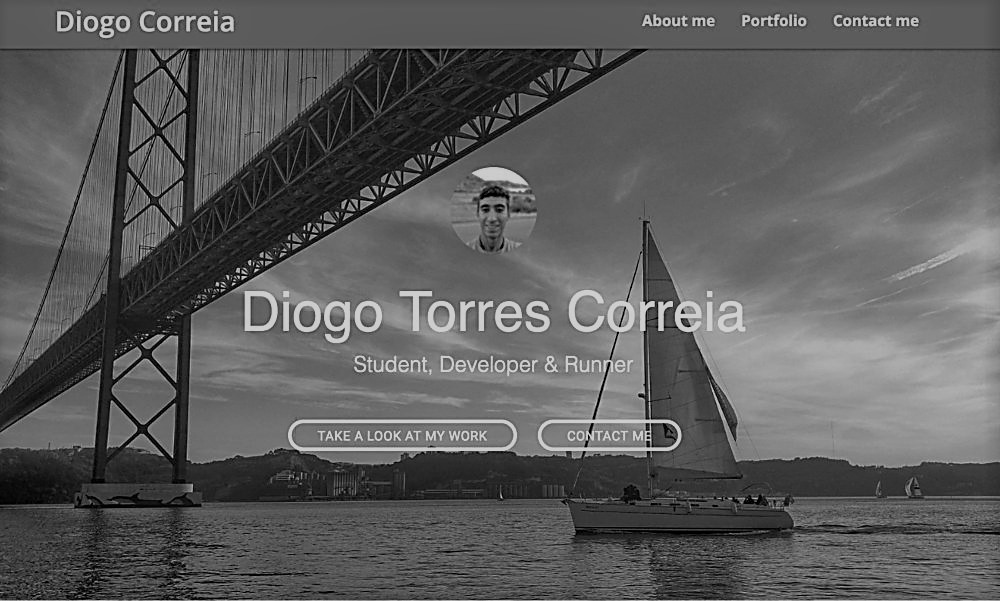 Diogo Correia
About me
Portfolio
Contact me
Diogo Torres Correia
Student, Developer & Runner
TAKE A LOOK AT MY WORK
CONTACT ME